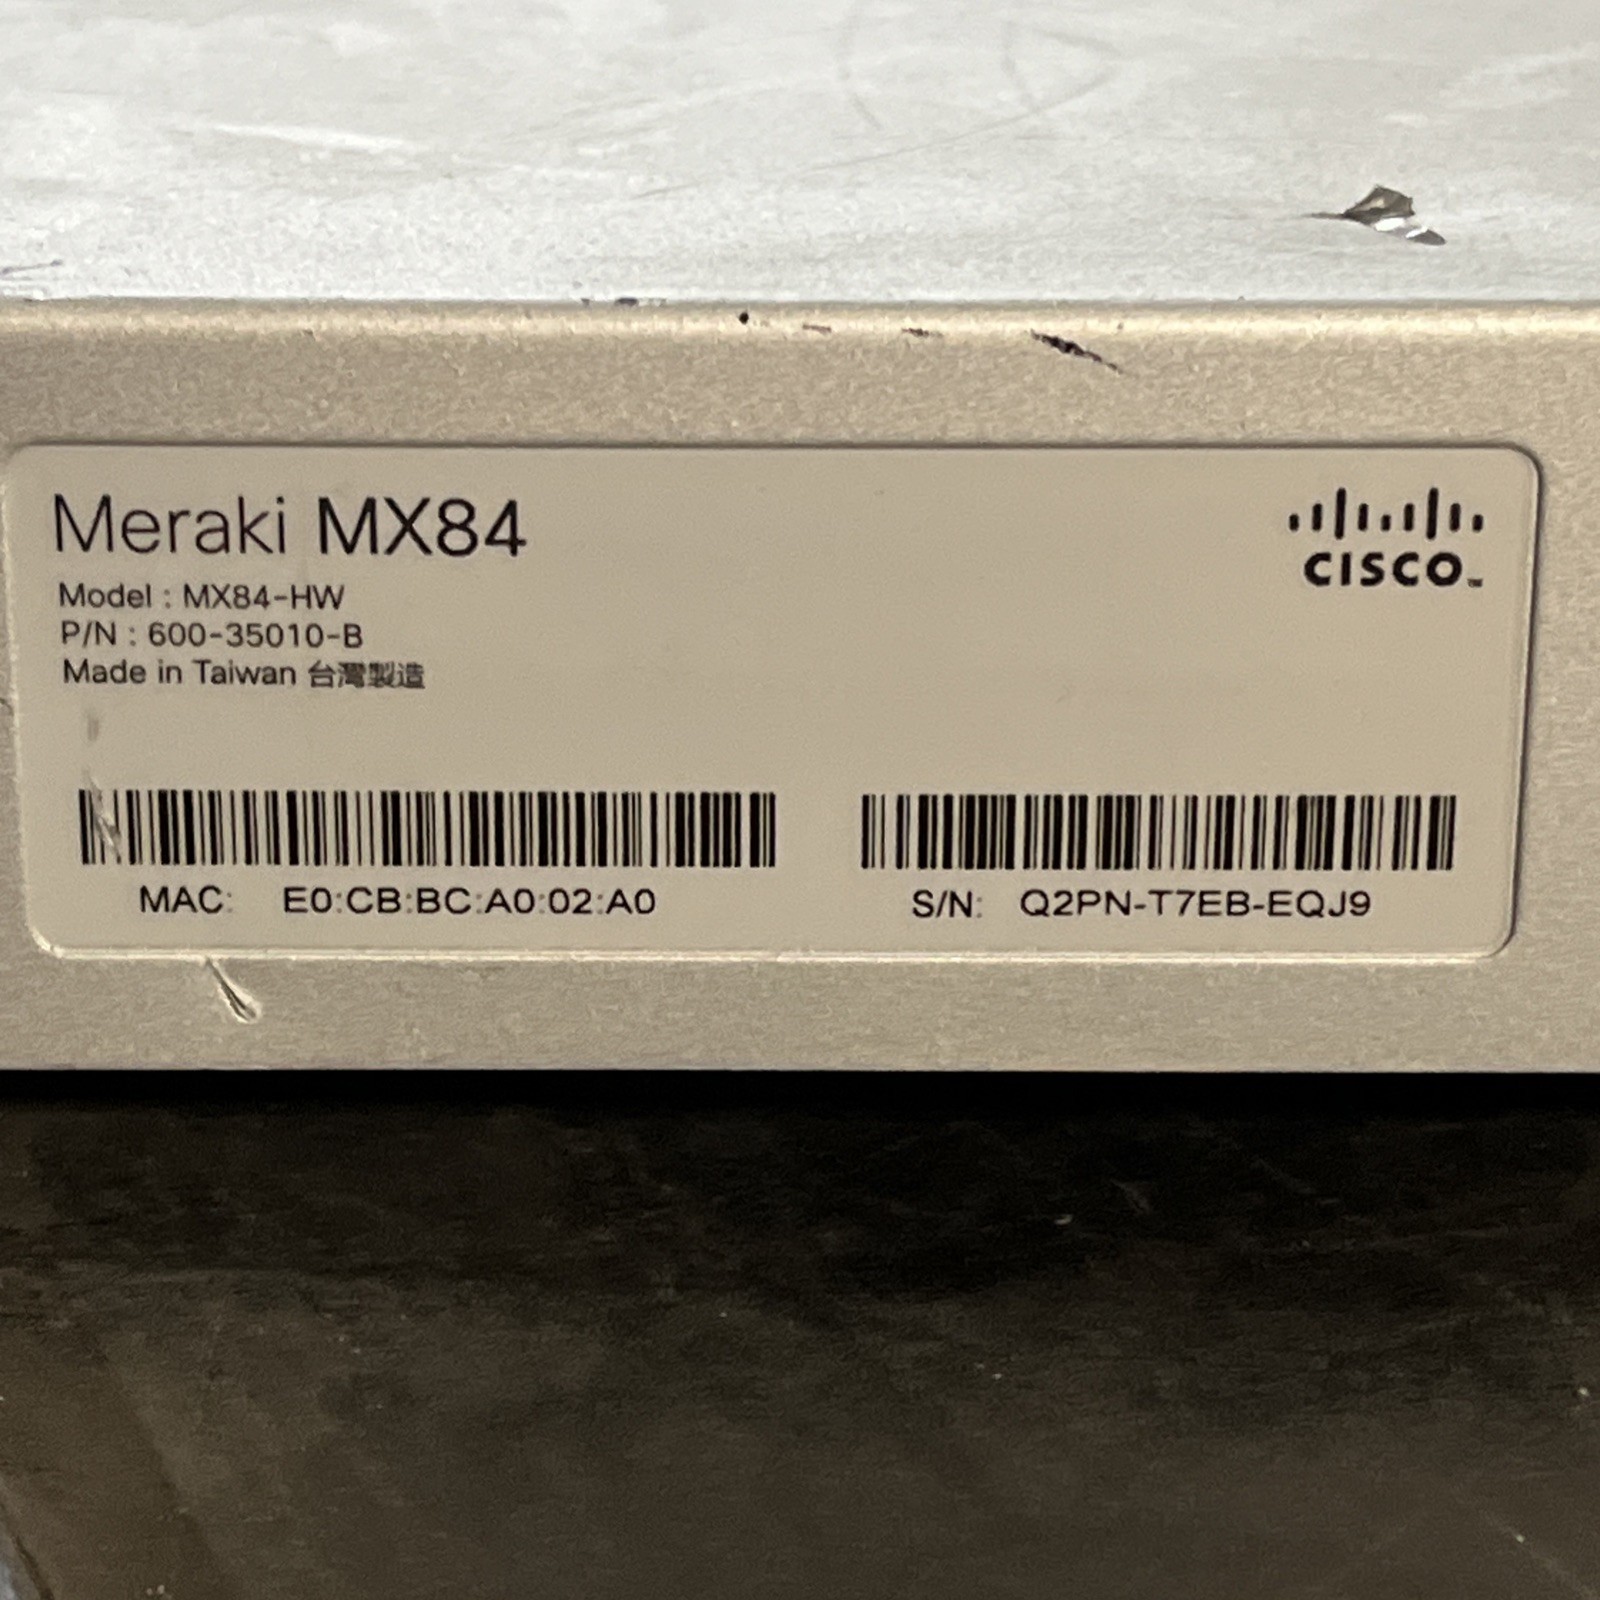 Meraki MX84
CISCO™
Model : MX84-HW
P/N : 600-35010-B
Made in Taiwan 台灣製造
MAC: E0:CB:BC:A0:02:A0
S/N: Q2PN-T7EB-EQJ9